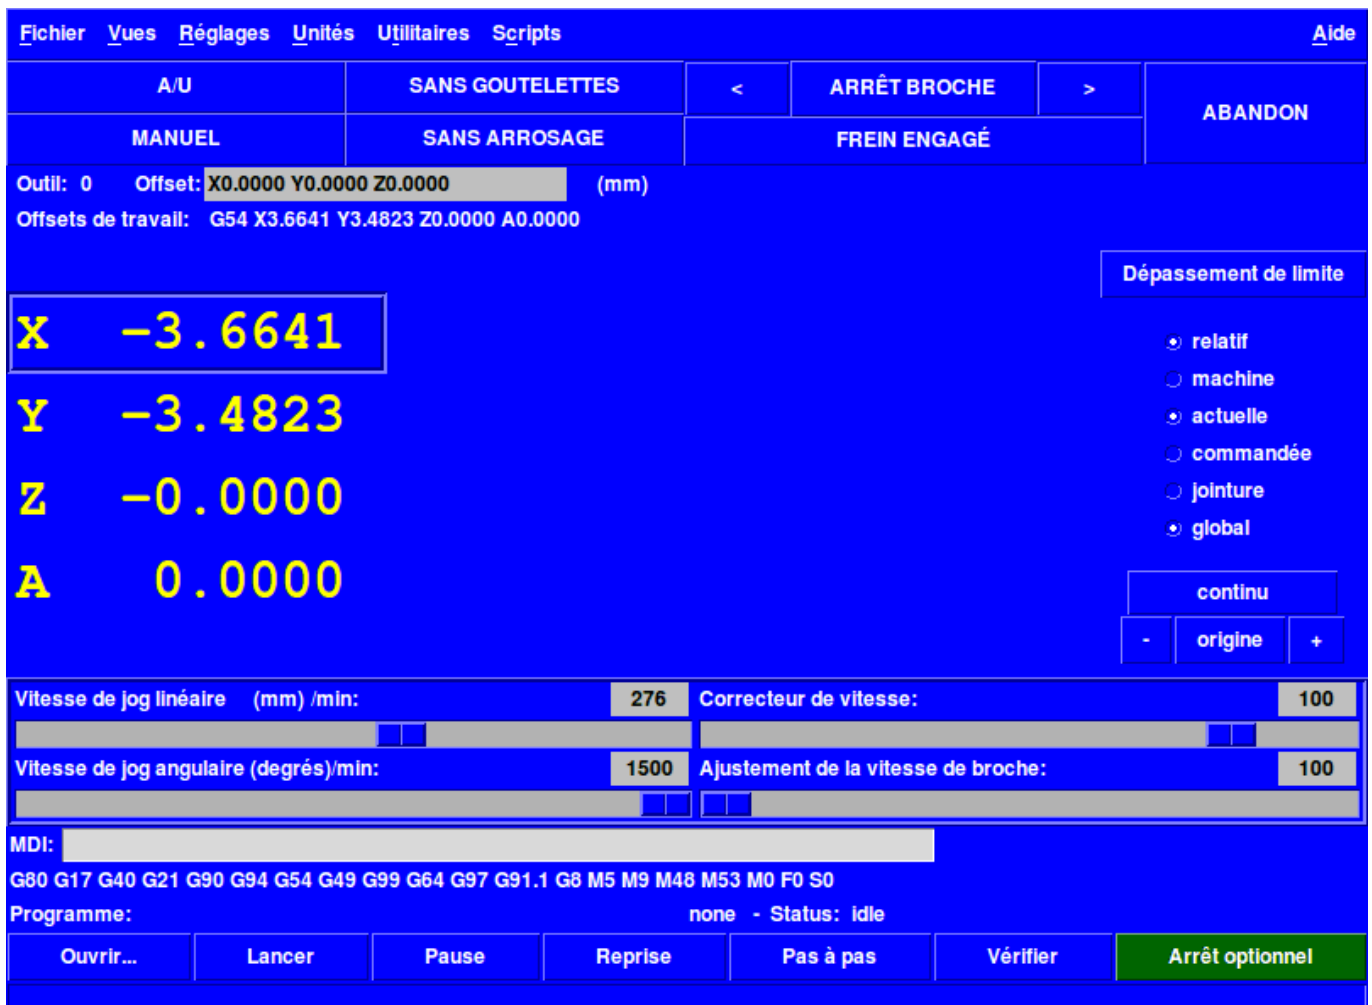 Fichier Vues Réglages Unités Utilitaires Scripts Aide
A/U SANS GOUTELETTES < ARRÊT BROCHE > ABANDON
MANUEL SANS ARROSAGE FREIN ENGAGÉ
Outil: 0 Offset: X0.0000 Y0.0000 Z0.0000 (mm)
Offsets de travail: G54 X3.6641 Y3.4823 Z0.0000 A0.0000
Dépassement de limite
X -3.6641
Y -3.4823
Z -0.0000
A 0.0000
relatif
machine
actuelle
commandée
jointure
global
continu
- origine +
Vitesse de jog linéaire (mm) /min: 276 Correcteur de vitesse: 100
Vitesse de jog angulaire (degrés)/min: 1500 Ajustement de la vitesse de broche: 100
MDI:
G80 G17 G40 G21 G90 G94 G54 G49 G99 G64 G97 G91.1 G8 M5 M9 M48 M53 M0 F0 S0
Programme: none - Status: idle
Ouvrir... Lancer Pause Reprise Pas à pas Vérifier Arrêt optionnel